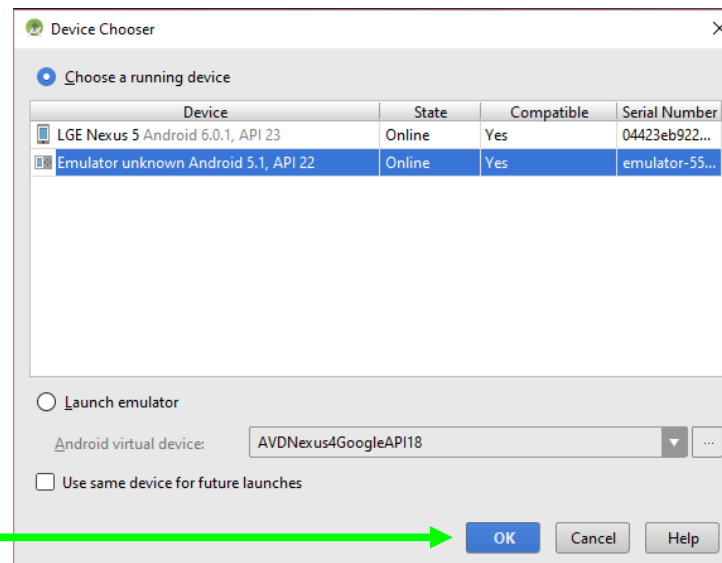 Device Chooser
Choose a running device
Device State Compatible Serial Number
LGE Nexus 5 Android 6.0.1, API 23 Online Yes 04423eb922...
Emulator unknown Android 5.1, API 22 Online Yes emulator-55...
Launch emulator
Android virtual device: AVDNexus4GoogleAPI18 ...
Use same device for future launches
OK Cancel Help